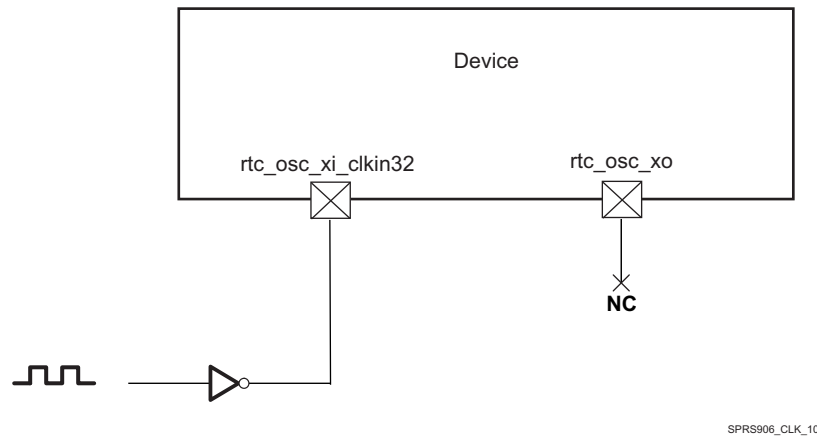 Device
rtc_osc_xi_clkin32
rtc_osc_xo
NC
SPRS906_CLK_10